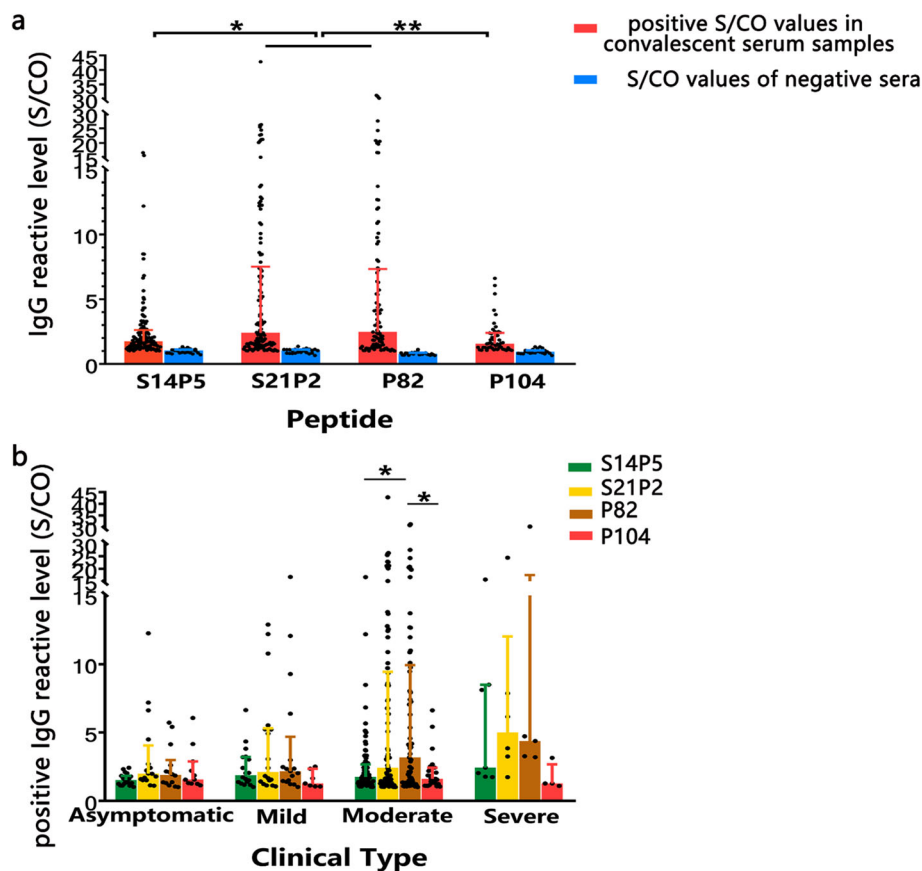 a
* **
positive S/CO values in
convalescent serum samples
S/CO values of negative sera
IgG reactive level (S/CO)
45
40
35
30
30
25
20
15
15
10
5
0
S14P5 S21P2 P82 P104
Peptide
b
* *
S14P5
S21P2
P82
P104
positive IgG reactive level (S/CO)
45
40
35
30
30
25
20
15
15
10
5
0
Asymptomatic Mild Moderate Severe
Clinical Type